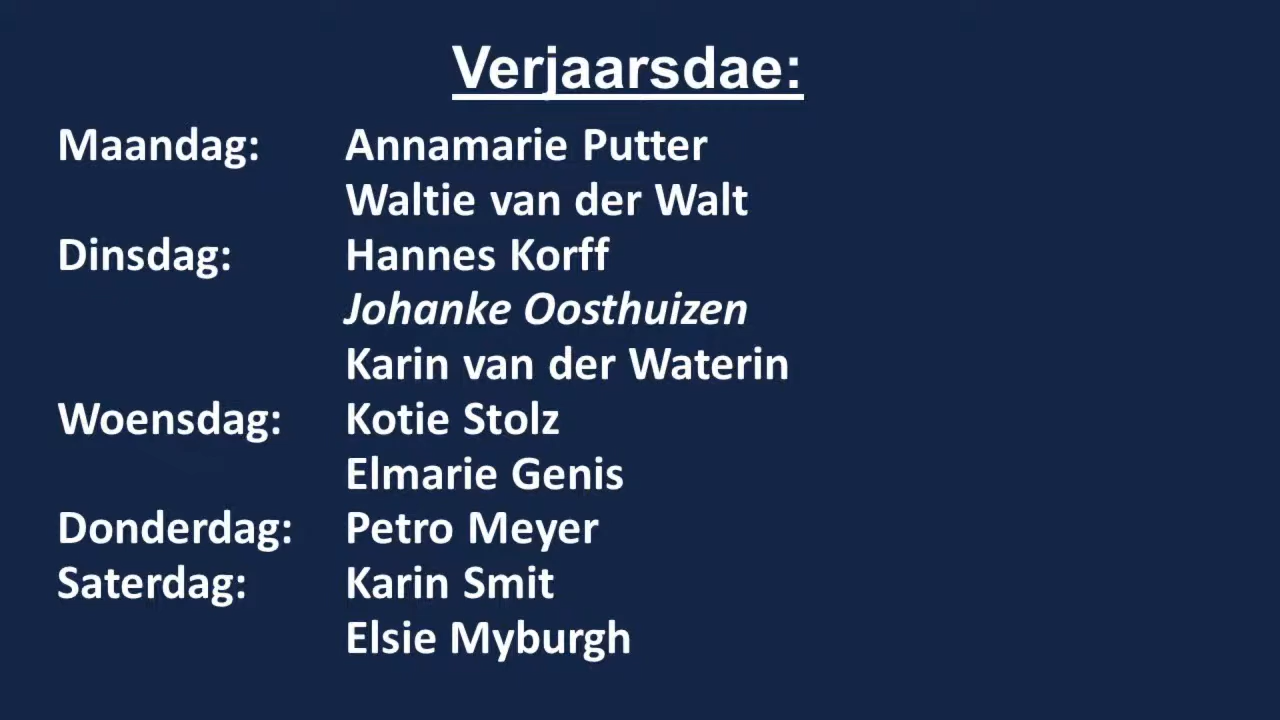 Verjaarsdae:
Maandag: Annamarie Putter
Waltie van der Walt
Dinsdag: Hannes Korff
Johanke Oosthuizen
Karin van der Waterin
Woensdag: Kotie Stolz
Elmarie Genis
Donderdag: Petro Meyer
Saterdag: Karin Smit
Elsie Myburgh